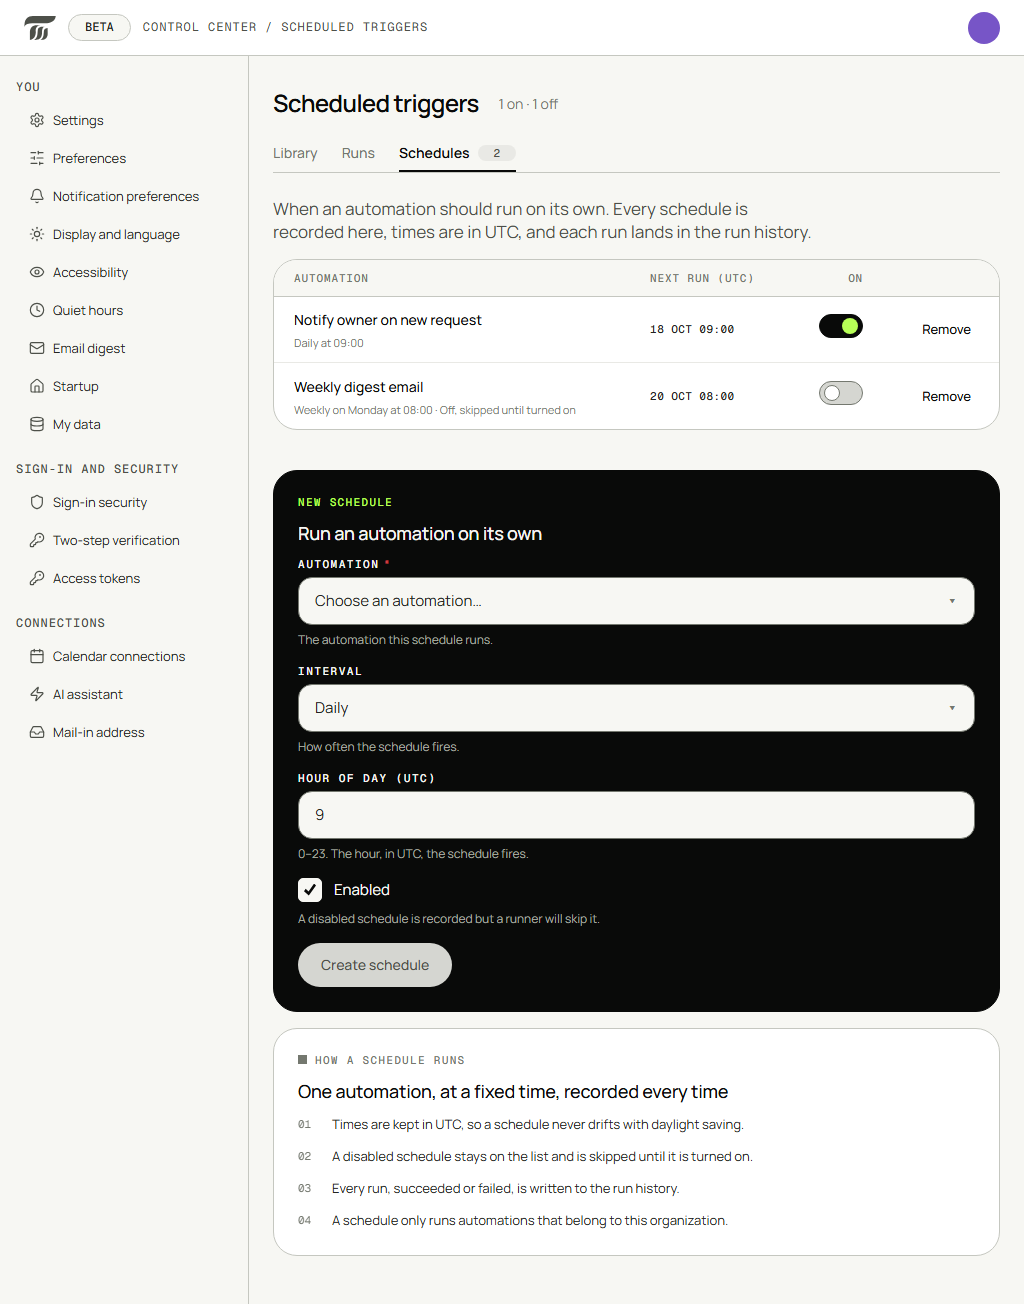 BETA
CONTROL CENTER / SCHEDULED TRIGGERS
YOU
Settings
Preferences
Notification preferences
Display and language
Accessibility
Quiet hours
Email digest
Startup
My data
SIGN-IN AND SECURITY
Sign-in security
Two-step verification
Access tokens
CONNECTIONS
Calendar connections
AI assistant
Mail-in address
Scheduled triggers 1 on · 1 off
Library Runs Schedules 2
When an automation should run on its own. Every schedule is
recorded here, times are in UTC, and each run lands in the run history.
AUTOMATION NEXT RUN (UTC) ON
Notify owner on new request
Daily at 09:00
18 OCT 09:00
Remove
Weekly digest email
Weekly on Monday at 08:00 · Off, skipped until turned on
20 OCT 08:00
Remove
NEW SCHEDULE
Run an automation on its own
AUTOMATION *
Choose an automation…
The automation this schedule runs.
INTERVAL
Daily
How often the schedule fires.
HOUR OF DAY (UTC)
9
0–23. The hour, in UTC, the schedule fires.
Enabled
A disabled schedule is recorded but a runner will skip it.
Create schedule
HOW A SCHEDULE RUNS
One automation, at a fixed time, recorded every time
01 Times are kept in UTC, so a schedule never drifts with daylight saving.
02 A disabled schedule stays on the list and is skipped until it is turned on.
03 Every run, succeeded or failed, is written to the run history.
04 A schedule only runs automations that belong to this organization.